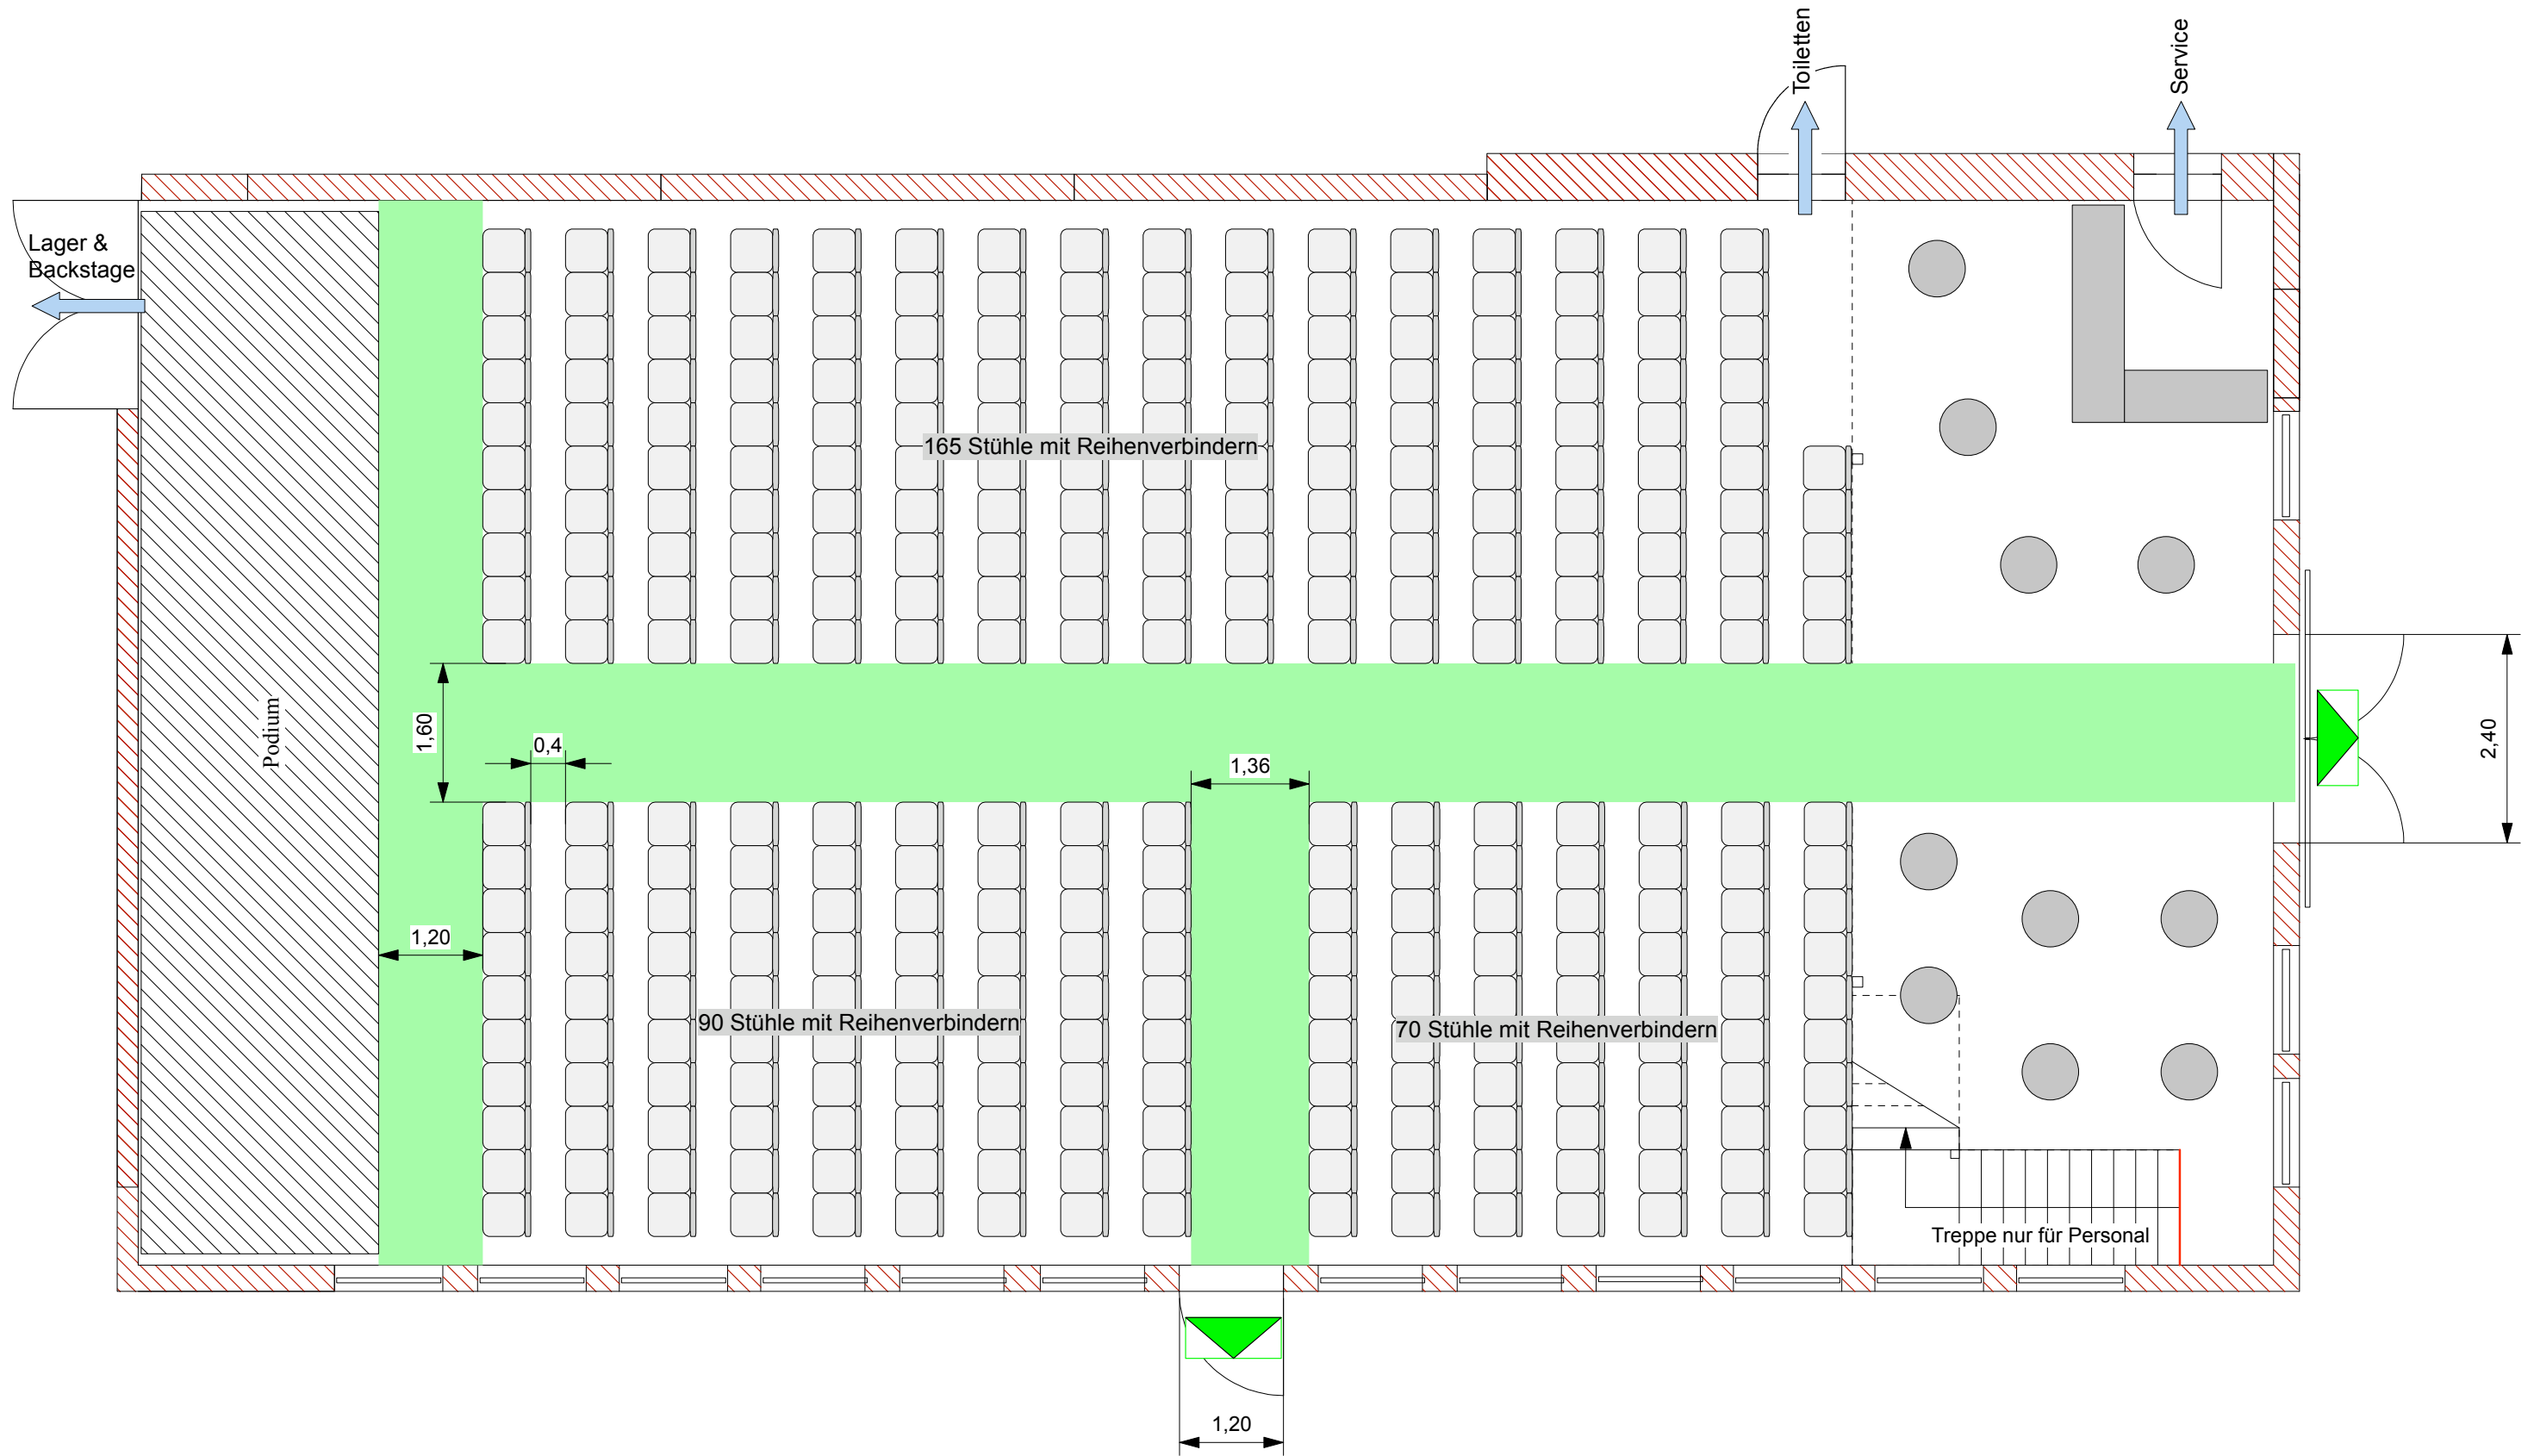 Toiletten
Service
Lager &
Backstage
165 Stühle mit Reihenverbindern
Podium
1,60
0,4
1,36
2,40
1,20
90 Stühle mit Reihenverbindern
70 Stühle mit Reihenverbindern
Treppe nur für Personal
1,20